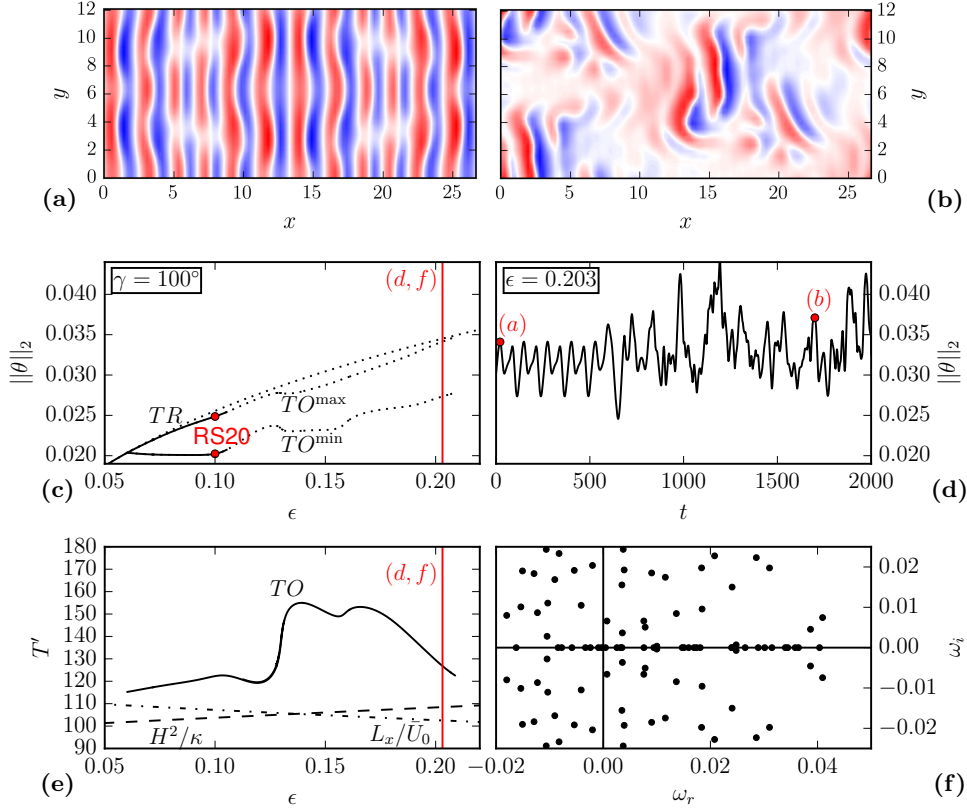 12
10
8
6
4
2
0
y
0 5 10 15 20 25
x
(a)
12
10
8
6
4
2
0
y
0 5 10 15 20 25
x
(b)
γ = 100°
(d, f)
0.040
0.035
0.030
0.025
0.020
||θ||₂
TR
RS20
TO^max
TO^min
0.05 0.10 0.15 0.20
ϵ
(c)
ϵ = 0.203
(a)
(b)
0.040
0.035
0.030
0.025
0.020
||θ||₂
0 500 1000 1500 2000
t
(d)
180
170
160
150
140
130
120
110
100
90
T′
TO
(d, f)
H²/κ
L_x/Ū₀
0.05 0.10 0.15 0.20
ϵ
(e)
0.02
0.01
0.00
−0.01
−0.02
ω_i
−0.02 0.00 0.02 0.04
ω_r
(f)